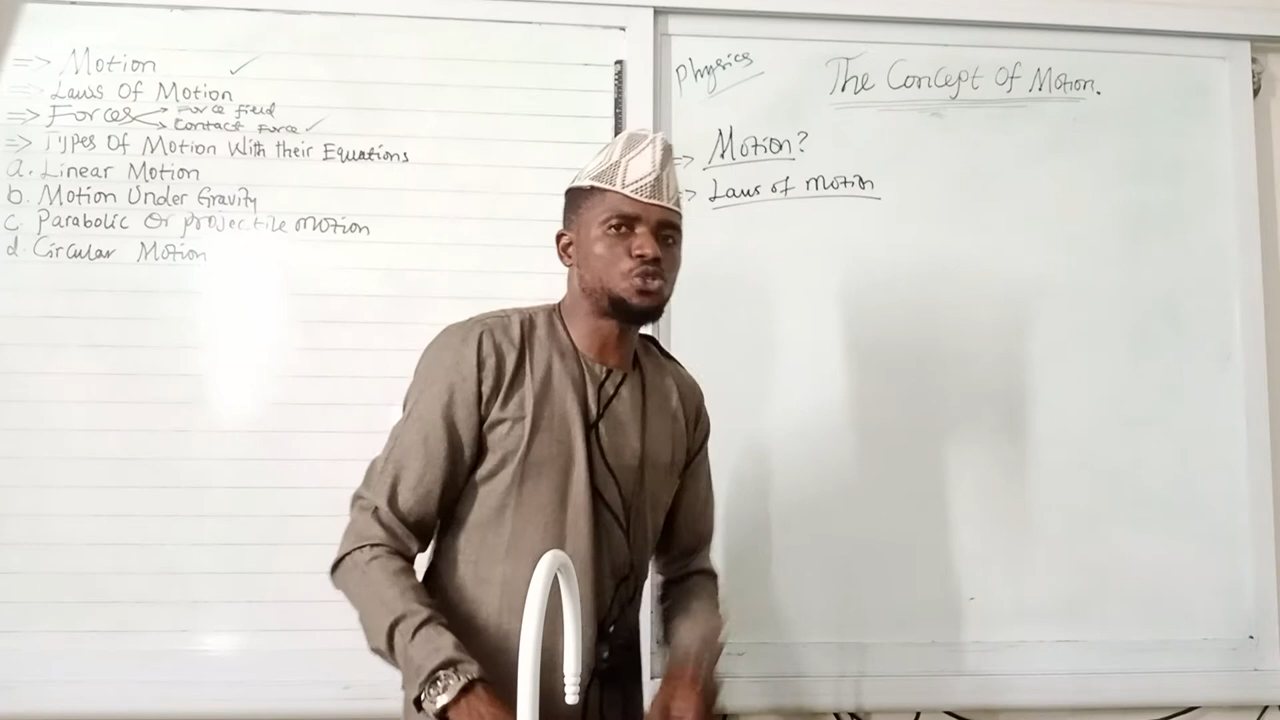 => Motion ✓
=> Laws Of Motion
=> Forces → Force field
→ Contact Force ✓
=> Types Of Motion With their Equations
a. Linear Motion
b. Motion Under Gravity
c. Parabolic Or projectile motion
d. Circular Motion
Physics
The Concept Of Motion.
=> Motion?
=> Laws of motion